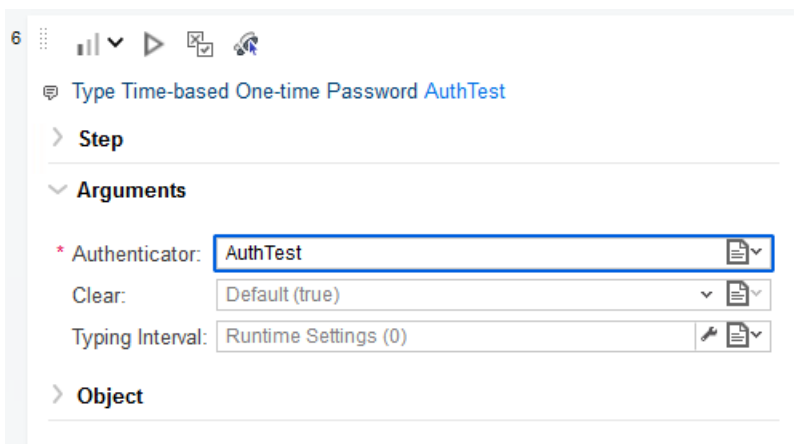 6
Type Time-based One-time Password AuthTest
Step
Arguments
* Authenticator: AuthTest
Clear: Default (true)
Typing Interval: Runtime Settings (0)
Object